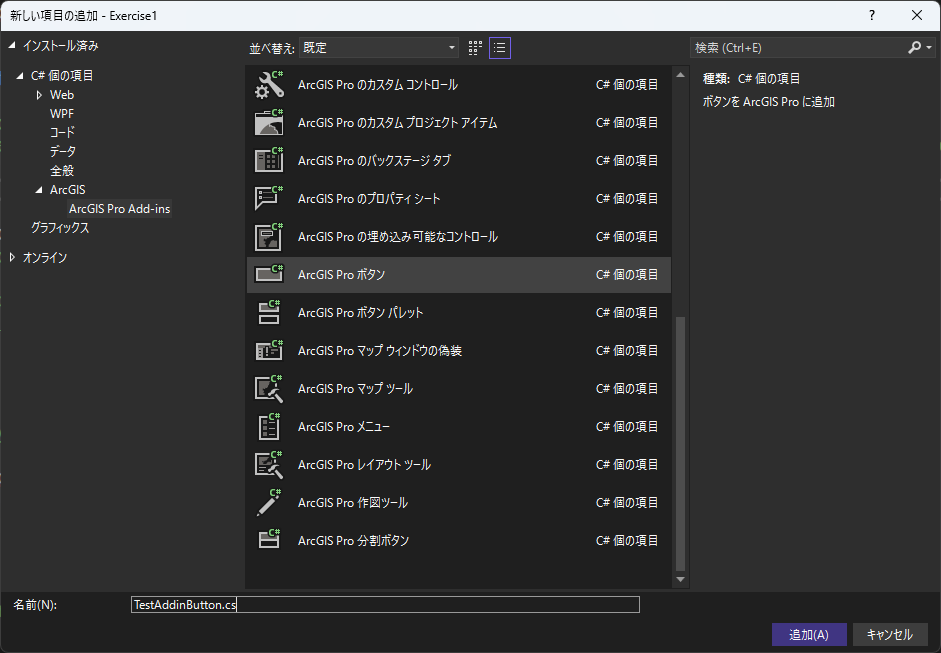 新しい項目の追加 - Exercise1
?
インストール済み
並べ替え: 既定
検索 (Ctrl+E)
C# 個の項目
Web
WPF
コード
データ
全般
ArcGIS
ArcGIS Pro Add-ins
グラフィックス
オンライン
ArcGIS Pro のカスタム コントロール C# 個の項目
ArcGIS Pro のカスタム プロジェクト アイテム C# 個の項目
ArcGIS Pro のバックステージ タブ C# 個の項目
ArcGIS Pro のプロパティ シート C# 個の項目
ArcGIS Pro の埋め込み可能なコントロール C# 個の項目
ArcGIS Pro ボタン C# 個の項目
ArcGIS Pro ボタン パレット C# 個の項目
ArcGIS Pro マップ ウィンドウの偽装 C# 個の項目
ArcGIS Pro マップ ツール C# 個の項目
ArcGIS Pro メニュー C# 個の項目
ArcGIS Pro レイアウト ツール C# 個の項目
ArcGIS Pro 作図ツール C# 個の項目
ArcGIS Pro 分割ボタン C# 個の項目
種類: C# 個の項目
ボタンを ArcGIS Pro に追加
名前(N): TestAddinButton.cs
追加(A) キャンセル